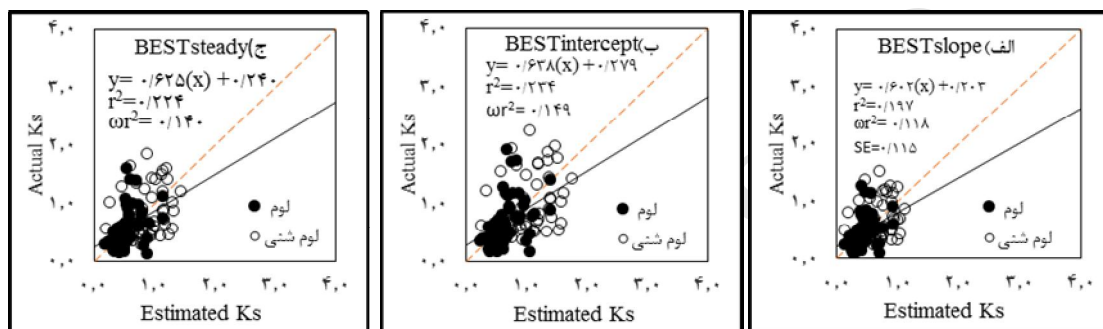 الف)BESTslope
y= ۰/۶۰۲(x) +۰/۲۰۳
r²=۰/۱۹۷
ωr²= ۰/۱۱۸
SE=۰/۱۱۵
لوم
لوم شنی
Actual Ks
۴٫۰
۳٫۰
۲٫۰
۱٫۰
۰٫۰
۰٫۰ ۱٫۰ ۲٫۰ ۳٫۰ ۴٫۰
Estimated Ks
ب)BESTintercept
y= ۰/۶۳۸(x) +۰/۲۷۹
r²=۰/۲۳۴
ωr²= ۰/۱۴۹
لوم
لوم شنی
Actual Ks
۴٫۰
۳٫۰
۲٫۰
۱٫۰
۰٫۰
۰٫۰ ۱٫۰ ۲٫۰ ۳٫۰ ۴٫۰
Estimated Ks
ج)BESTsteady
y= ۰/۶۲۵(x) +۰/۲۴۰
r²=۰/۲۲۴
ωr²= ۰/۱۴۰
لوم
لوم شنی
Actual Ks
۴٫۰
۳٫۰
۲٫۰
۱٫۰
۰٫۰
۰٫۰ ۱٫۰ ۲٫۰ ۳٫۰ ۴٫۰
Estimated Ks